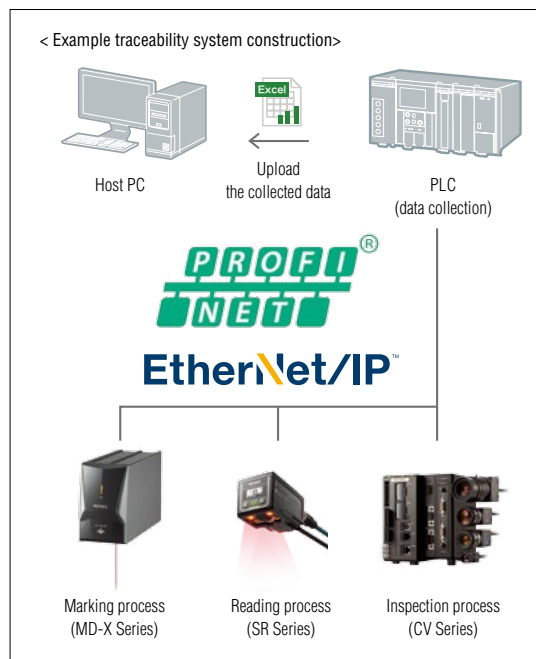 < Example traceability system construction>
Excel
Host PC
Upload
the collected data
PLC
(data collection)
PROFI
NET
®
EtherNet/IP™
Marking process
(MD-X Series)
Reading process
(SR Series)
Inspection process
(CV Series)